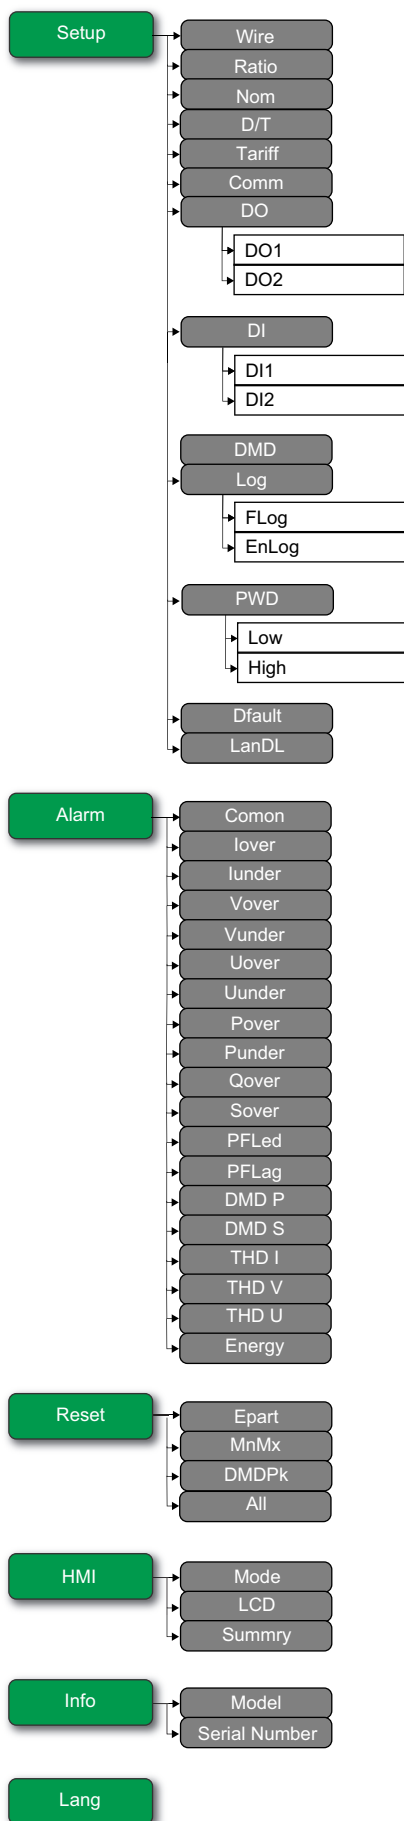 Setup
Wire
Ratio
Nom
D/T
Tariff
Comm
DO
DO1
DO2
DI
DI1
DI2
DMD
Log
FLog
EnLog
PWD
Low
High
Dfault
LanDL
Alarm
Comon
Iover
Iunder
Vover
Vunder
Uover
Uunder
Pover
Punder
Qover
Sover
PFLed
PFLag
DMD P
DMD S
THD I
THD V
THD U
Energy
Reset
Epart
MnMx
DMDPk
All
HMI
Mode
LCD
Summry
Info
Model
Serial Number
Lang